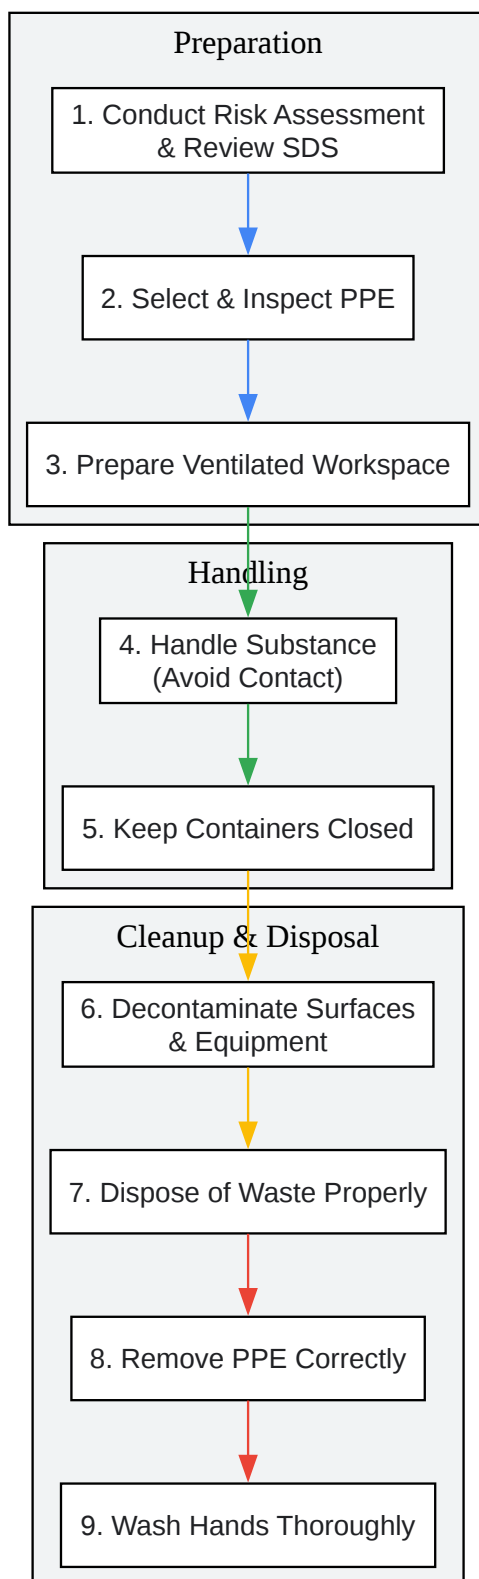 Preparation
1. Conduct Risk Assessment
& Review SDS
2. Select & Inspect PPE
3. Prepare Ventilated Workspace
Handling
4. Handle Substance
(Avoid Contact)
5. Keep Containers Closed
Cleanup & Disposal
6. Decontaminate Surfaces
& Equipment
7. Dispose of Waste Properly
8. Remove PPE Correctly
9. Wash Hands Thoroughly